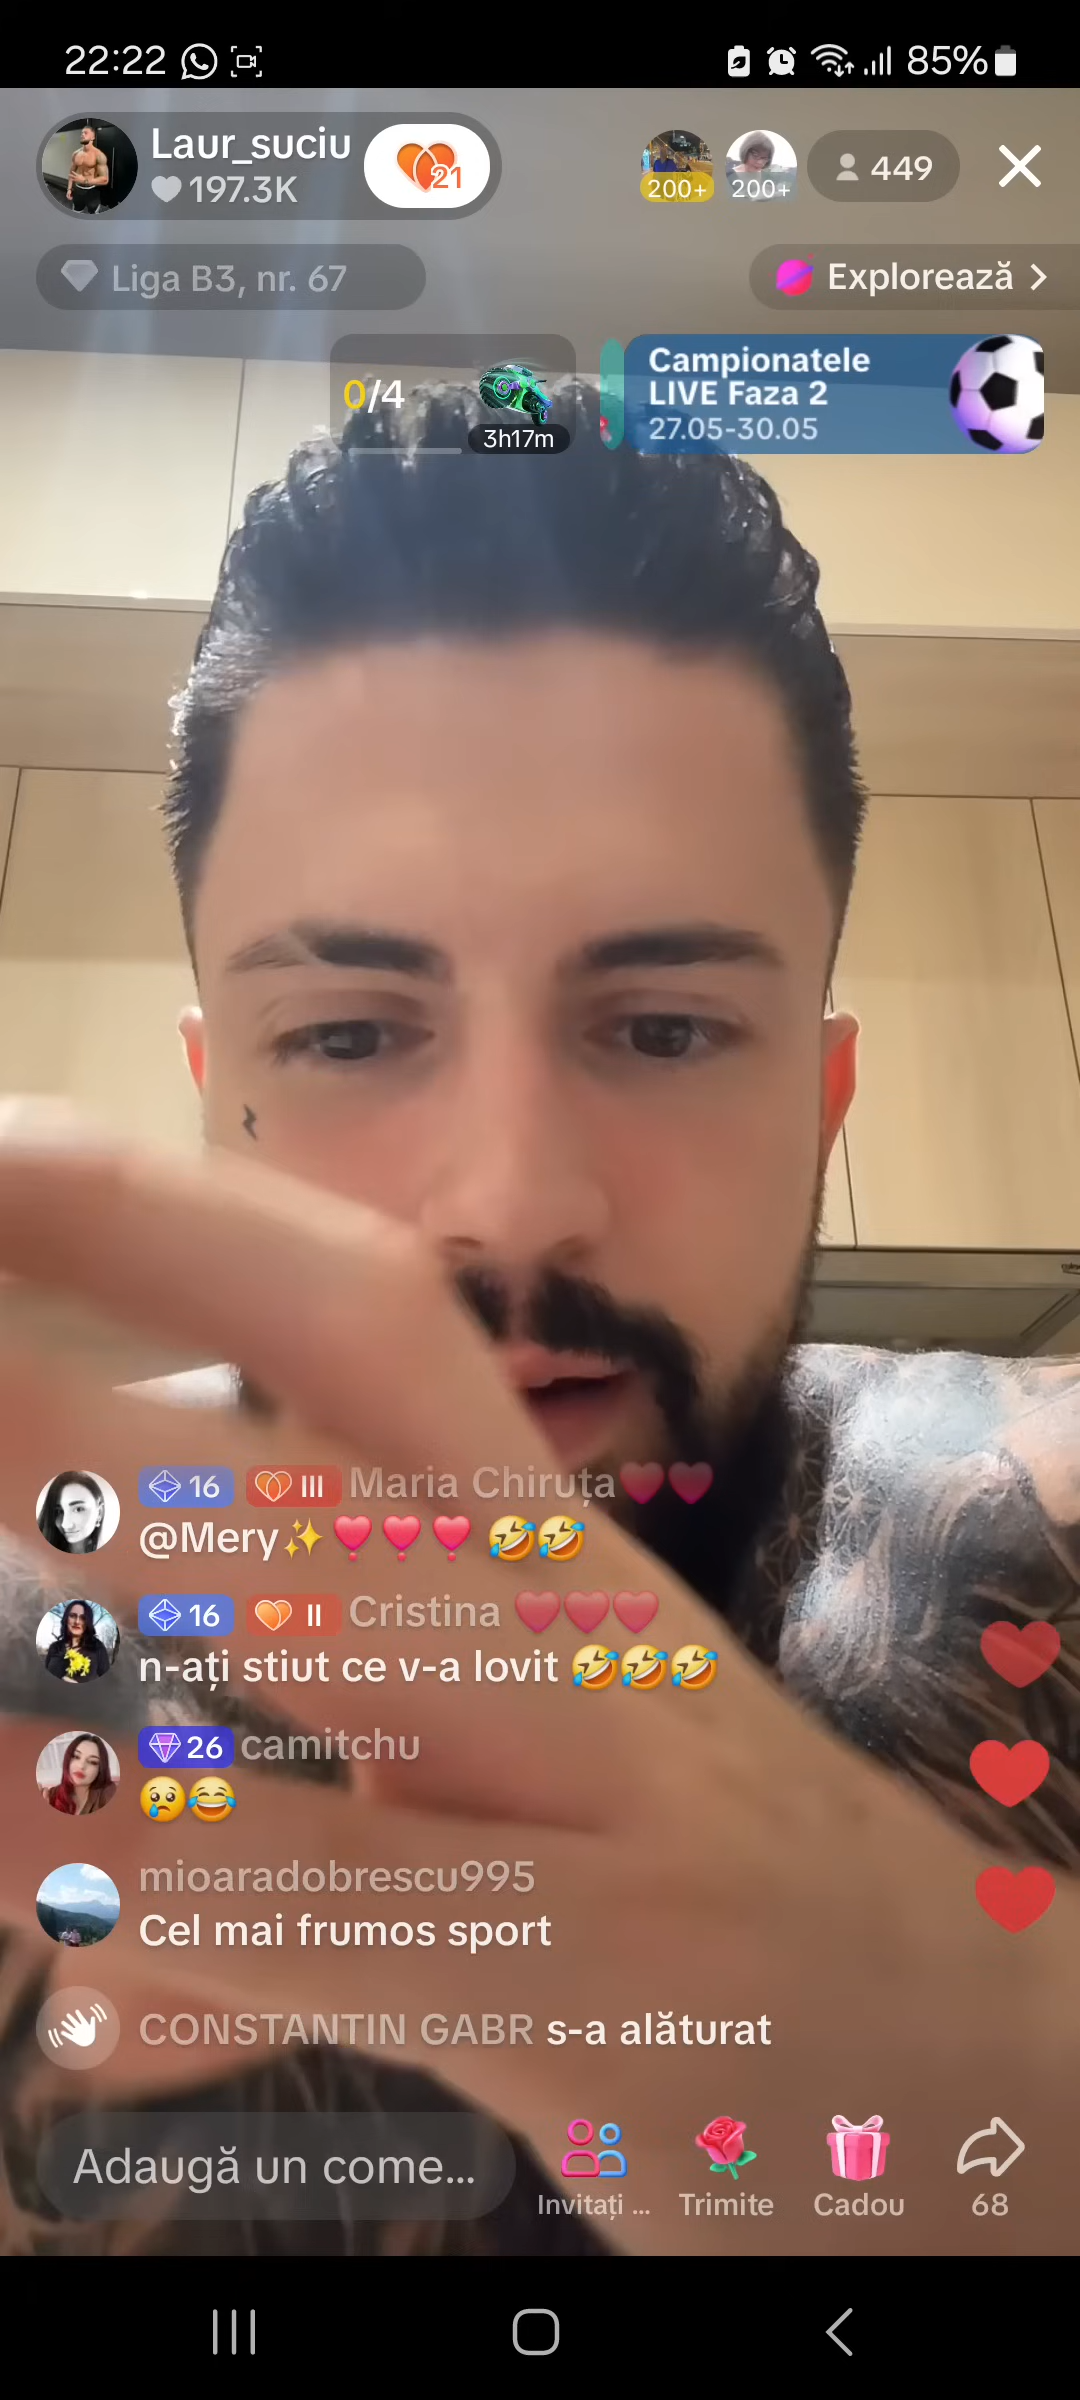 22:22
85%
Laur_suciu
197.3K
21
200+
200+
449
Liga B3, nr. 67
Explorează
0/4
3h17m
Campionatele
LIVE Faza 2
27.05-30.05
16 III Maria Chiruța❤️❤️
@Mery✨❣️❣️❣️ 🤣🤣
16 II Cristina ❤️❤️❤️
n-ați stiut ce v-a lovit 🤣🤣🤣
26 camitchu
😢😂
mioaradobrescu995
Cel mai frumos sport
CONSTANTIN GABR s-a alăturat
Adaugă un come...
Invitați ...
Trimite
Cadou
68